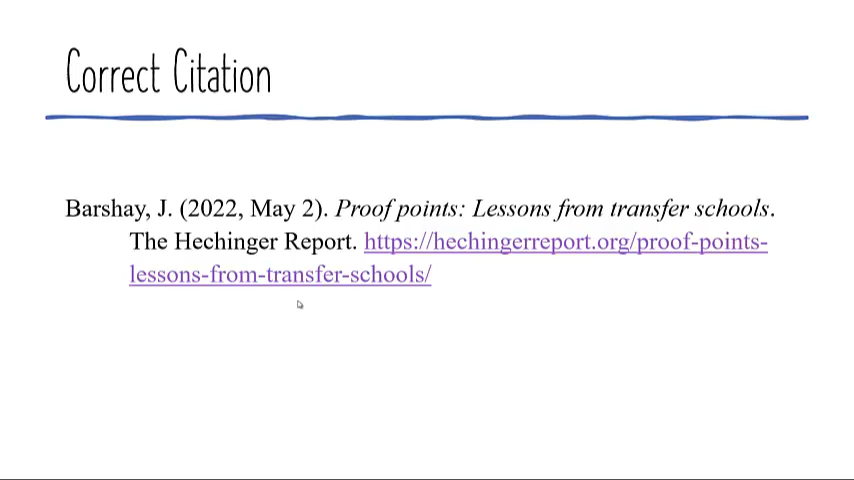 Correct Citation
Barshay, J. (2022, May 2). Proof points: Lessons from transfer schools.
The Hechinger Report. https://hechingerreport.org/proof-points-
lessons-from-transfer-schools/